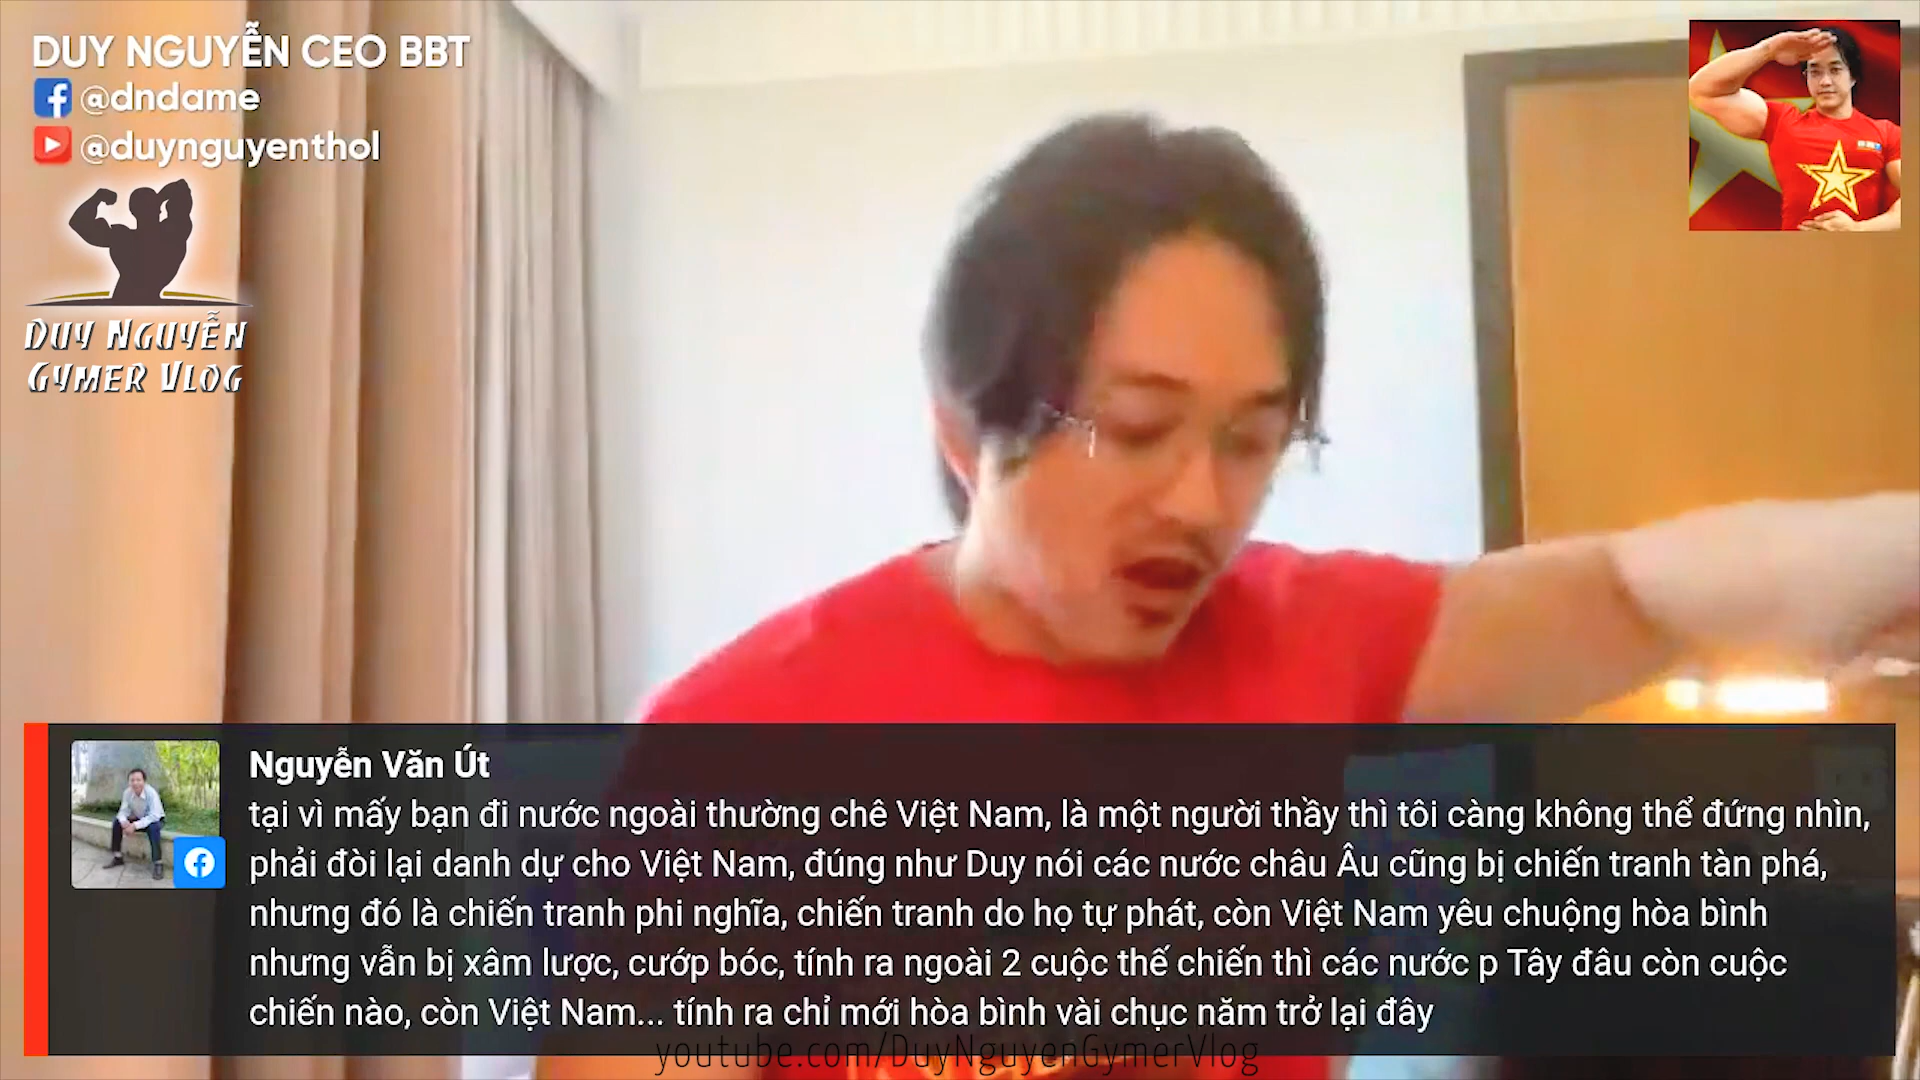 DUY NGUYỄN CEO BBT
@dndame
@duynguyenthol
DUY NGUYỄN
GYMER VLOG
Nguyễn Văn Út
tại vì mấy bạn đi nước ngoài thường chê Việt Nam, là một người thầy thì tôi càng không thể đứng nhìn,
phải đòi lại danh dự cho Việt Nam, đúng như Duy nói các nước châu Âu cũng bị chiến tranh tàn phá,
nhưng đó là chiến tranh phi nghĩa, chiến tranh do họ tự phát, còn Việt Nam yêu chuộng hòa bình
nhưng vẫn bị xâm lược, cướp bóc, tính ra ngoài 2 cuộc thế chiến thì các nước p Tây đâu còn cuộc
chiến nào, còn Việt Nam... tính ra chỉ mới hòa bình vài chục năm trở lại đây
youtube.com/DuyNguyenGymerVlog